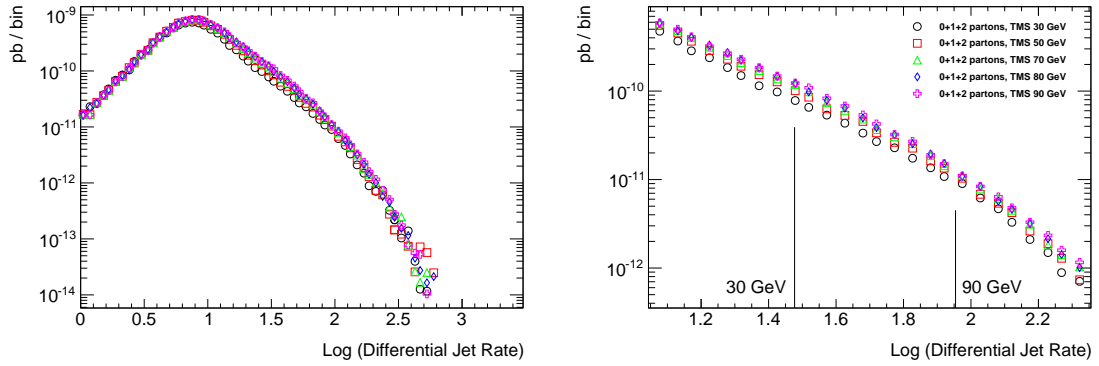 pb / bin
10⁻⁹
10⁻¹⁰
10⁻¹¹
10⁻¹²
10⁻¹³
10⁻¹⁴
0 0.5 1 1.5 2 2.5 3
Log (Differential Jet Rate)
pb / bin
10⁻¹⁰
10⁻¹¹
10⁻¹²
0+1+2 partons, TMS 30 GeV
0+1+2 partons, TMS 50 GeV
0+1+2 partons, TMS 70 GeV
0+1+2 partons, TMS 80 GeV
0+1+2 partons, TMS 90 GeV
30 GeV
90 GeV
1.2 1.4 1.6 1.8 2 2.2
Log (Differential Jet Rate)